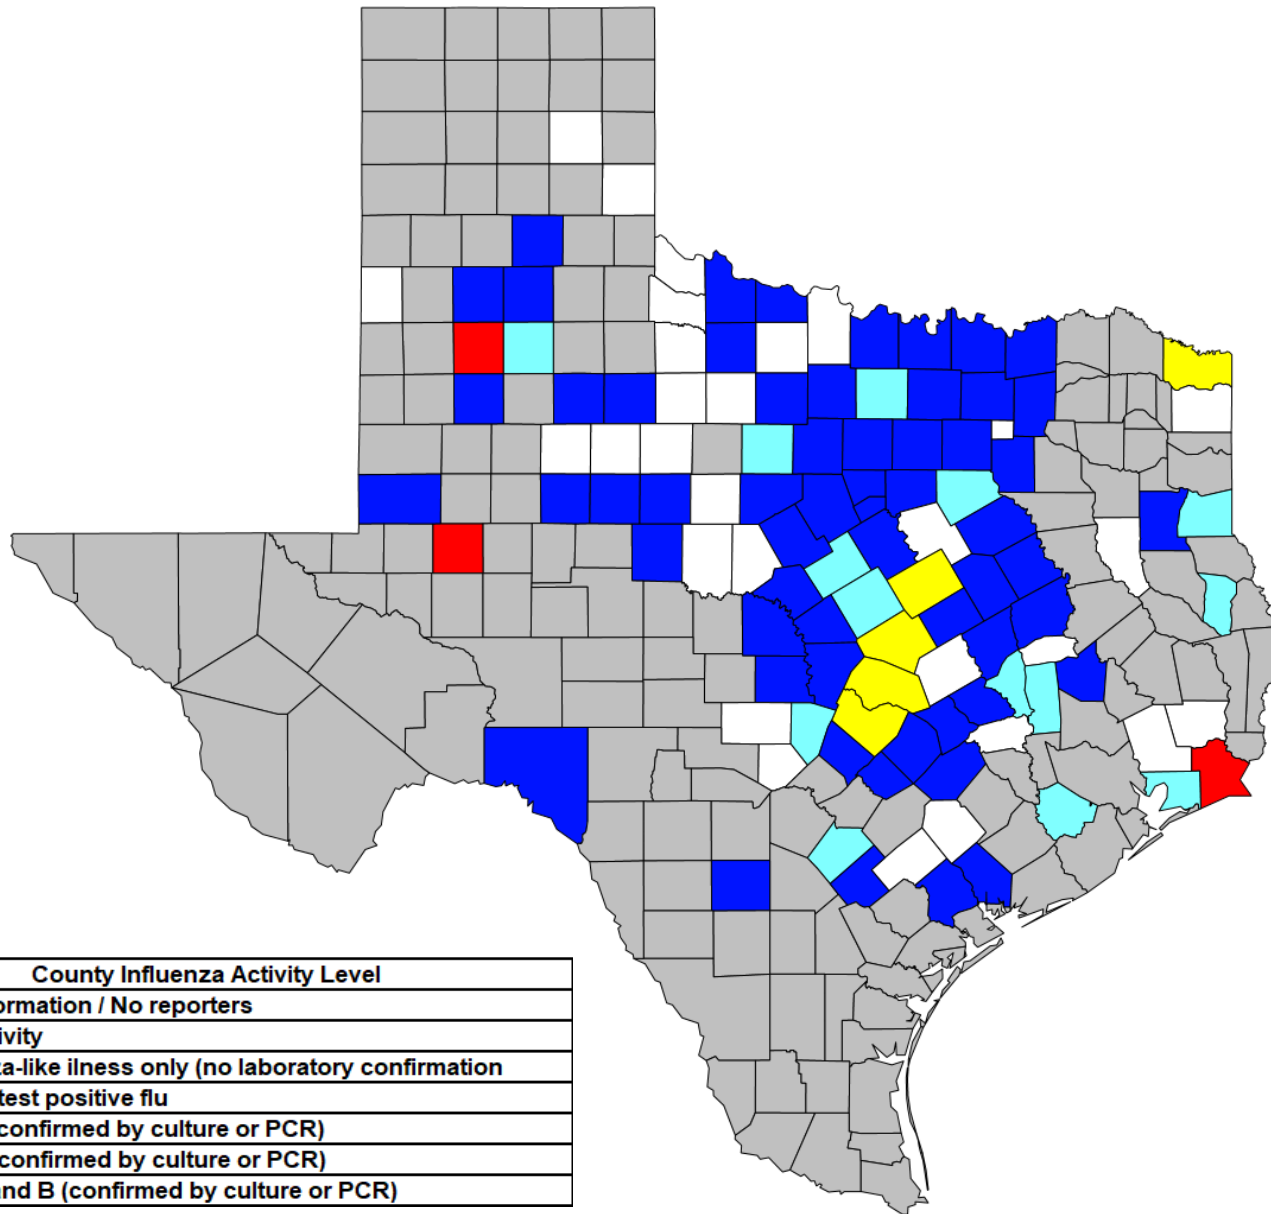 County Influenza Activity Level
ormation / No reporters
ivity
a-like ilness only (no laboratory confirmation
test positive flu
confirmed by culture or PCR)
confirmed by culture or PCR)
and B (confirmed by culture or PCR)